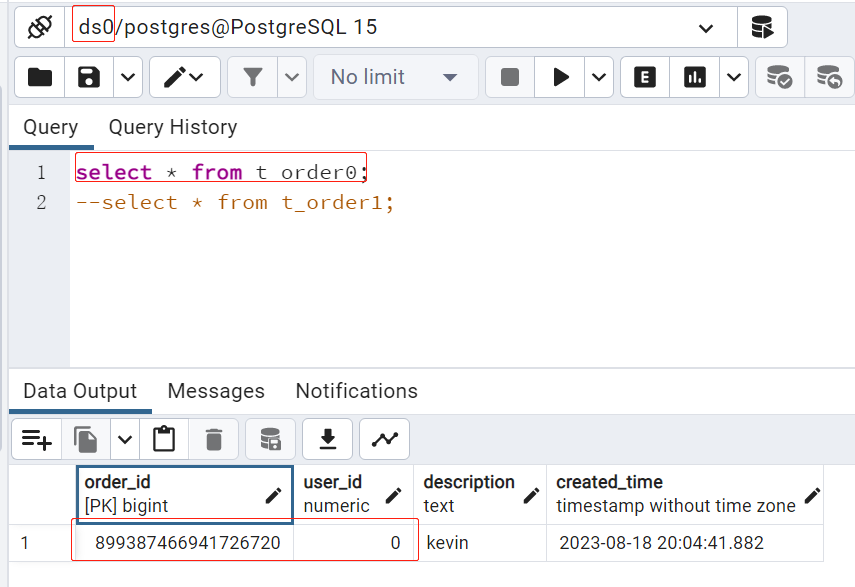 ds0/postgres@PostgreSQL 15
No limit
E
Query Query History
1 select * from t_order0;
2 --select * from t_order1;
Data Output Messages Notifications
order_id user_id description created_time
[PK] bigint numeric text timestamp without time zone
1 899387466941726720 0 kevin 2023-08-18 20:04:41.882